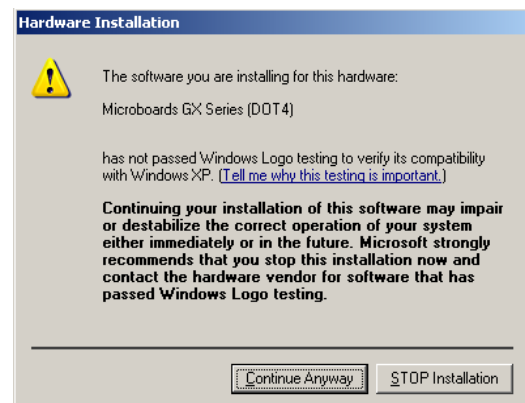 Hardware Installation
The software you are installing for this hardware:
Microboards GX Series (DOT4)
has not passed Windows Logo testing to verify its compatibility
with Windows XP. (Tell me why this testing is important.)
Continuing your installation of this software may impair
or destabilize the correct operation of your system
either immediately or in the future. Microsoft strongly
recommends that you stop this installation now and
contact the hardware vendor for software that has
passed Windows Logo testing.
Continue Anyway
STOP Installation